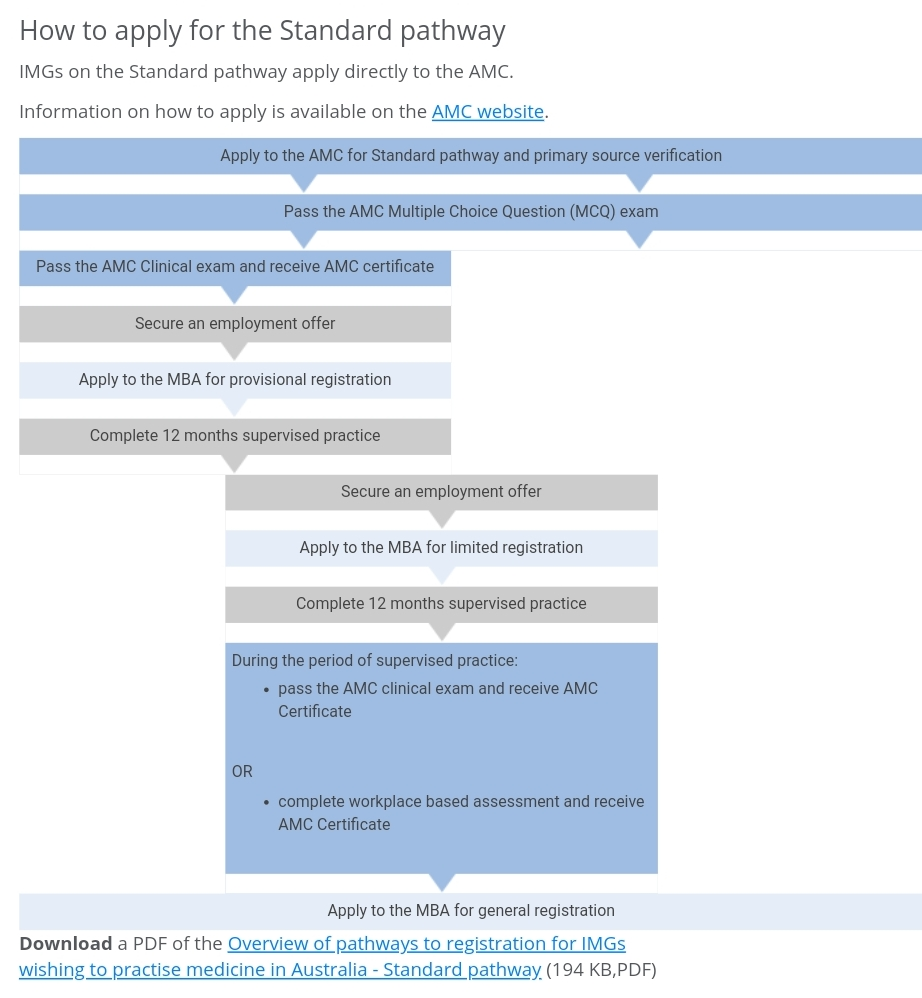 How to apply for the Standard pathway
IMGs on the Standard pathway apply directly to the AMC.
Information on how to apply is available on the AMC website.
Apply to the AMC for Standard pathway and primary source verification
Pass the AMC Multiple Choice Question (MCQ) exam
Pass the AMC Clinical exam and receive AMC certificate
Secure an employment offer
Apply to the MBA for provisional registration
Complete 12 months supervised practice
Secure an employment offer
Apply to the MBA for limited registration
Complete 12 months supervised practice
During the period of supervised practice:
• pass the AMC clinical exam and receive AMC
Certificate
OR
• complete workplace based assessment and receive
AMC Certificate
Apply to the MBA for general registration
Download a PDF of the Overview of pathways to registration for IMGs
wishing to practise medicine in Australia - Standard pathway (194 KB,PDF)